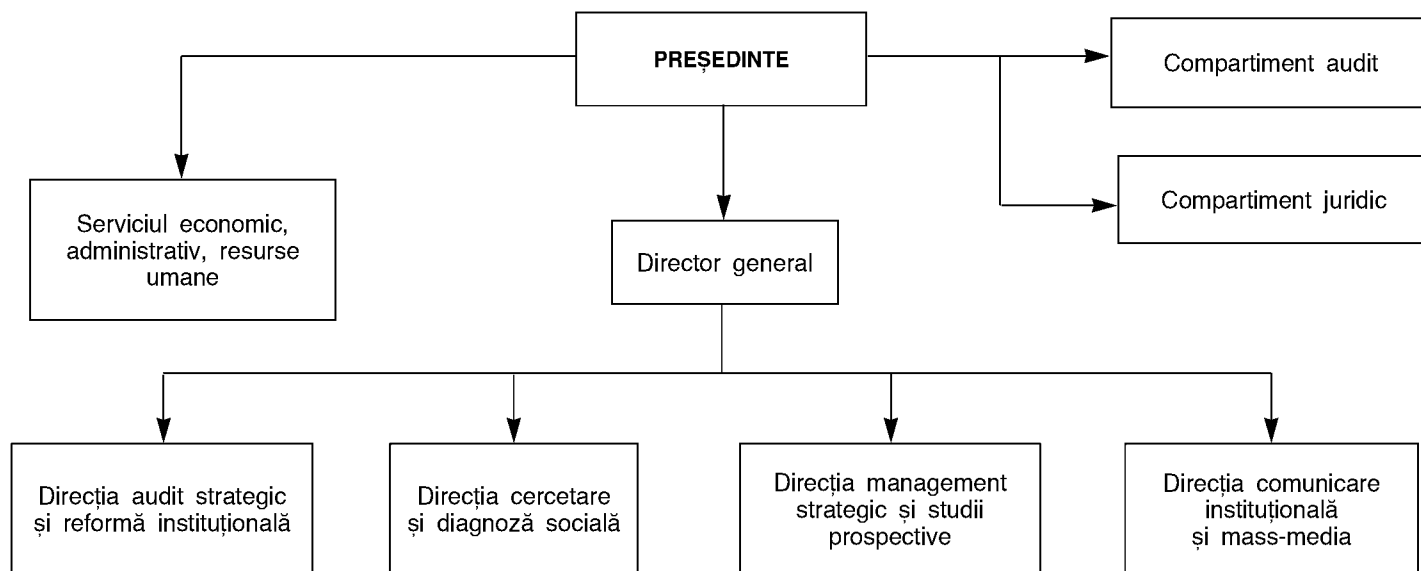 PREȘEDINTE
Compartiment audit
Compartiment juridic
Serviciul economic,
administrativ, resurse
umane
Director general
Direcția audit strategic
și reformă instituțională
Direcția cercetare
și diagnoză socială
Direcția management
strategic și studii
prospective
Direcția comunicare
instituțională
și mass-media